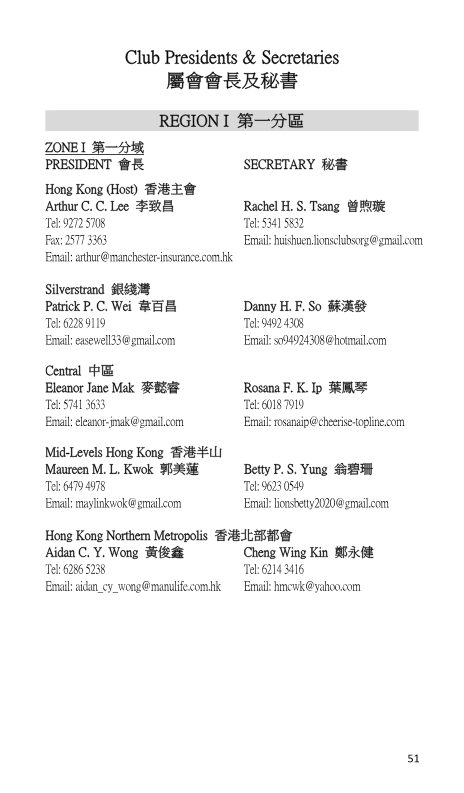 Club Presidents & Secretaries
屬會會長及秘書
REGION I 第一分區
ZONE I 第一分域
PRESIDENT 會長 SECRETARY 秘書
Hong Kong (Host) 香港主會
Arthur C. C. Lee 李致昌 Rachel H. S. Tsang 曾煦璇
Tel: 9272 5708 Tel: 5341 5832
Fax: 2577 3363 Email: huishuen.lionsclubsorg@gmail.com
Email: arthur@manchester-insurance.com.hk
Silverstrand 銀綫灣
Patrick P. C. Wei 韋百昌 Danny H. F. So 蘇漢發
Tel: 6228 9119 Tel: 9492 4308
Email: easewell33@gmail.com Email: so94924308@hotmail.com
Central 中區
Eleanor Jane Mak 麥懿睿 Rosana F. K. Ip 葉鳳琴
Tel: 5741 3633 Tel: 6018 7919
Email: eleanor-jmak@gmail.com Email: rosanaip@cheerise-topline.com
Mid-Levels Hong Kong 香港半山
Maureen M. L. Kwok 郭美蓮 Betty P. S. Yung 翁碧珊
Tel: 6479 4978 Tel: 9623 0549
Email: maylinkwok@gmail.com Email: lionsbetty2020@gmail.com
Hong Kong Northern Metropolis 香港北部都會
Aidan C. Y. Wong 黃俊鑫 Cheng Wing Kin 鄭永健
Tel: 6286 5238 Tel: 6214 3416
Email: aidan_cy_wong@manulife.com.hk Email: hmcwk@yahoo.com
51